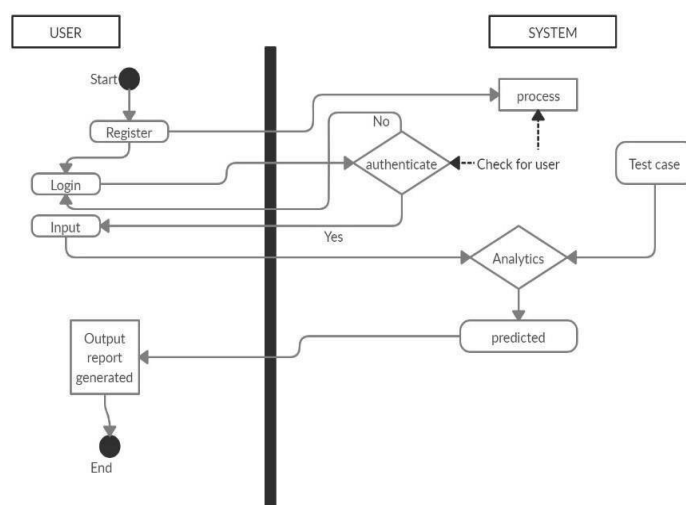 USER
SYSTEM
Start
process
Register
No
authenticate
Check for user
Test case
Login
Input
Yes
Analytics
Output
report
generated
predicted
End